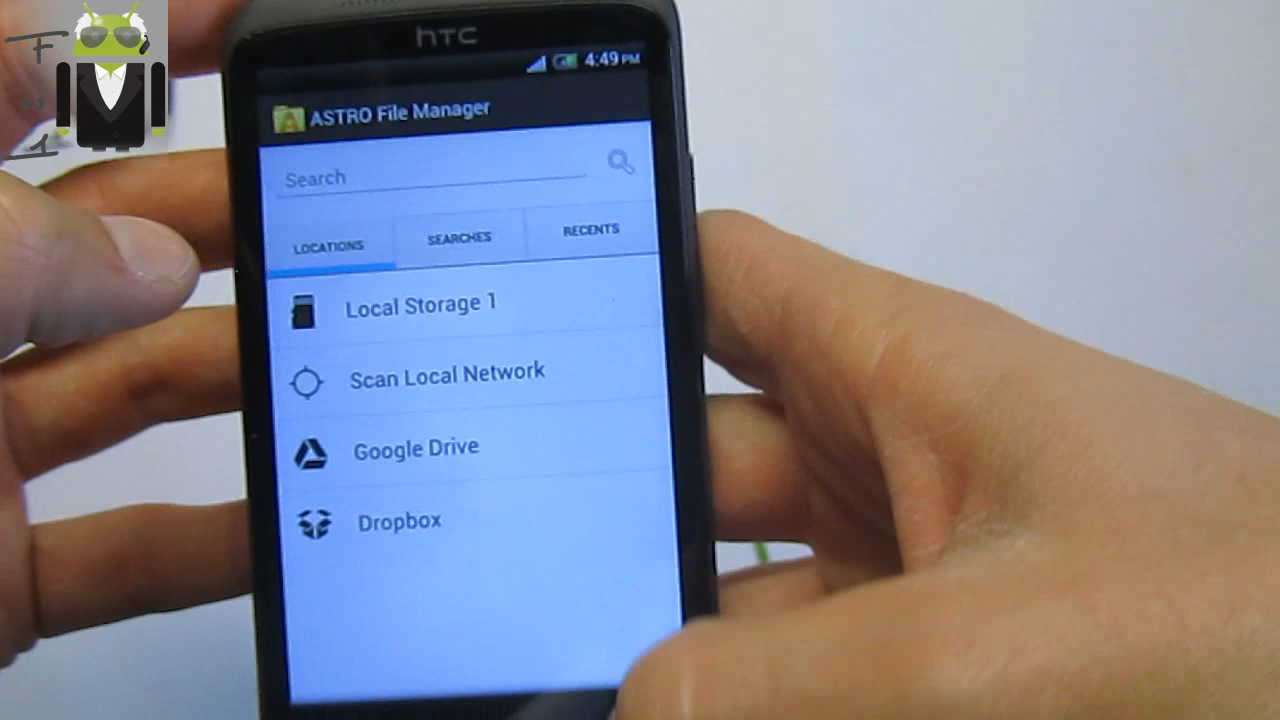 hTC
4:49 PM
ASTRO File Manager
Search
LOCATIONS
SEARCHES
RECENTS
Local Storage 1
Scan Local Network
Google Drive
Dropbox